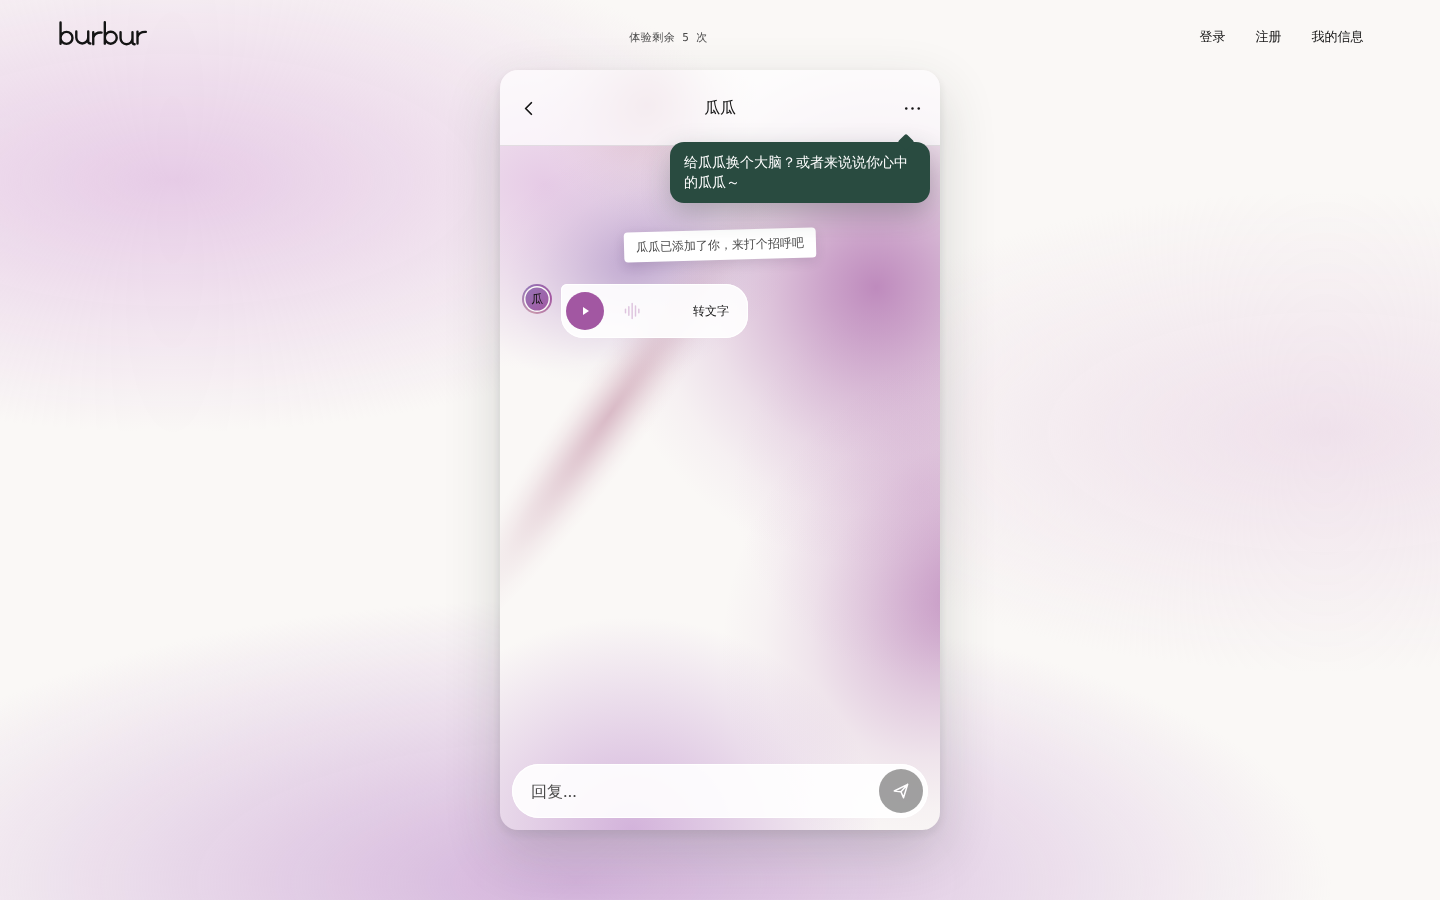 burbur
体验剩余 5 次
登录
注册
我的信息
瓜瓜
给瓜瓜换个大脑？或者来说说你心中
的瓜瓜～
瓜瓜已添加了你，来打个招呼吧
瓜
转文字
回复...